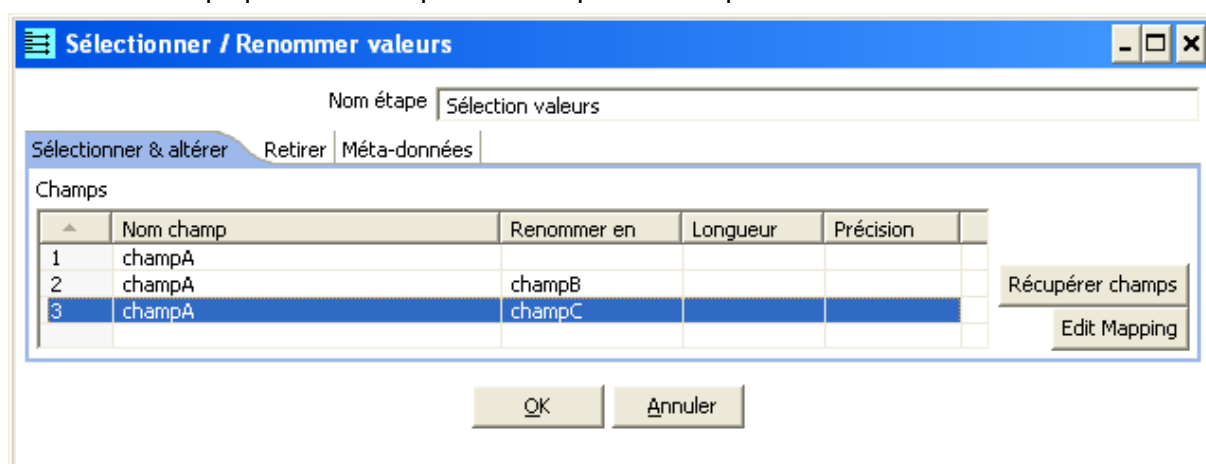 Sélectionner / Renommer valeurs
Nom étape Sélection valeurs
Sélectionner & altérer Retirer Méta-données
Champs
Nom champ Renommer en Longueur Précision
1 champA
2 champA champB
3 champA champC
Récupérer champs
Edit Mapping
OK Annuler